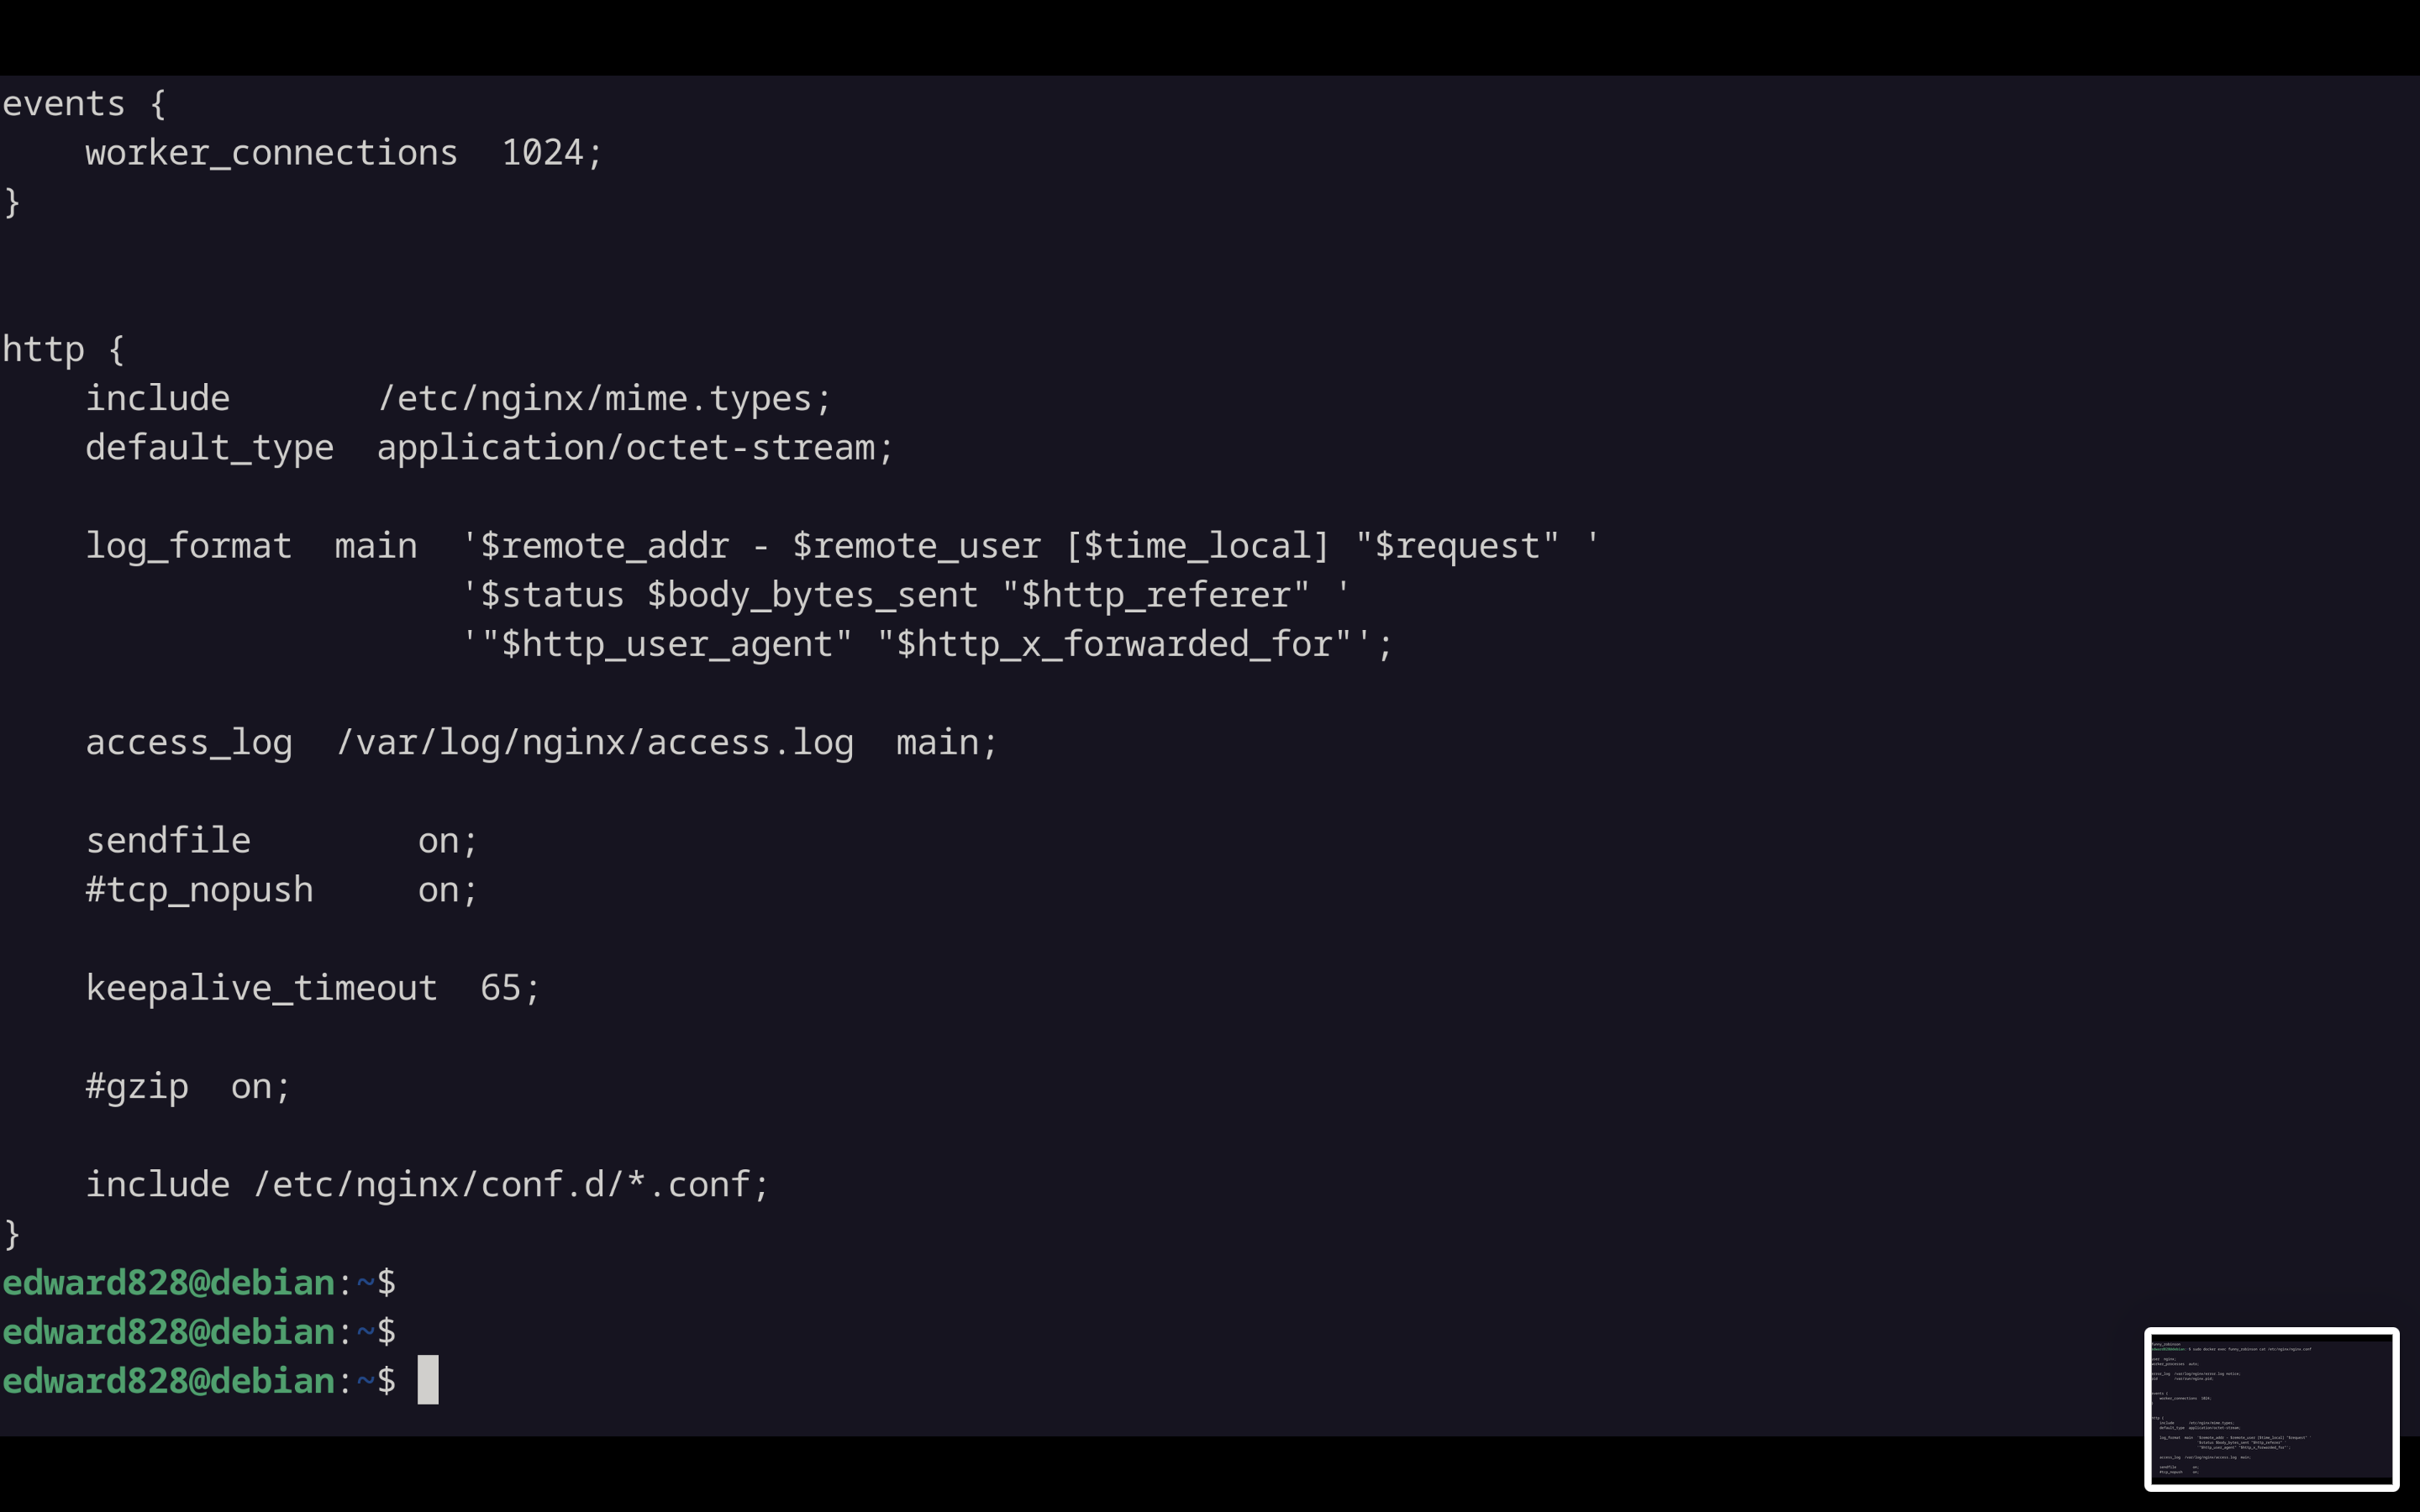 events {
    worker_connections  1024;
}
http {
    include       /etc/nginx/mime.types;
    default_type  application/octet-stream;
    log_format  main  '$remote_addr - $remote_user [$time_local] "$request" '
                      '$status $body_bytes_sent "$http_referer" '
                      '"$http_user_agent" "$http_x_forwarded_for"';
    access_log  /var/log/nginx/access.log  main;
    sendfile        on;
    #tcp_nopush     on;
    keepalive_timeout  65;
    #gzip  on;
    include /etc/nginx/conf.d/*.conf;
}
edward828@debian:~$
edward828@debian:~$
edward828@debian:~$